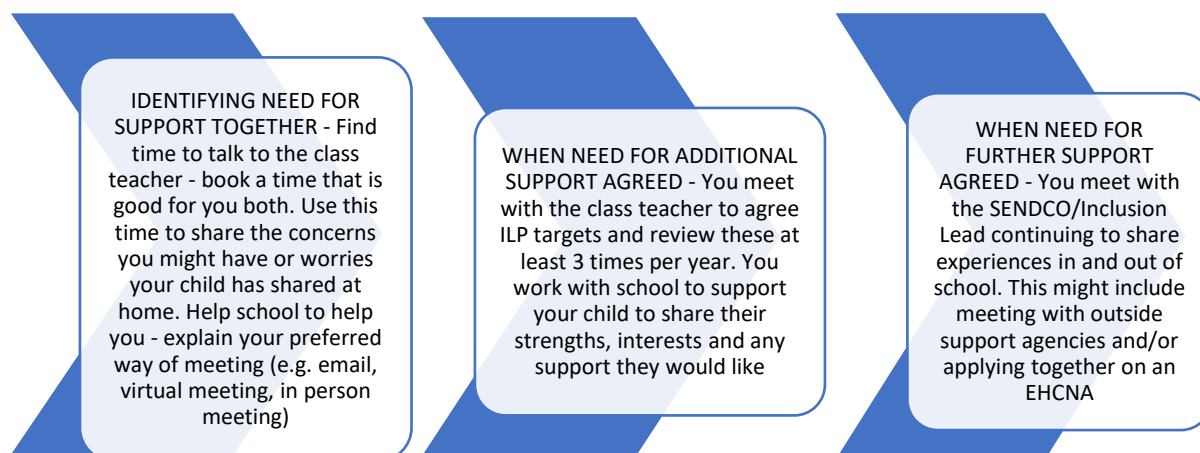 IDENTIFYING NEED FOR
SUPPORT TOGETHER - Find
time to talk to the class
teacher - book a time that is
good for you both. Use this
time to share the concerns
you might have or worries
your child has shared at
home. Help school to help
you - explain your preferred
way of meeting (e.g. email,
virtual meeting, in person
meeting)
WHEN NEED FOR ADDITIONAL
SUPPORT AGREED - You meet
with the class teacher to agree
ILP targets and review these at
least 3 times per year. You
work with school to support
your child to share their
strengths, interests and any
support they would like
WHEN NEED FOR
FURTHER SUPPORT
AGREED - You meet with
the SENDCO/Inclusion
Lead continuing to share
experiences in and out of
school. This might include
meeting with outside
support agencies and/or
applying together on an
EHCNA